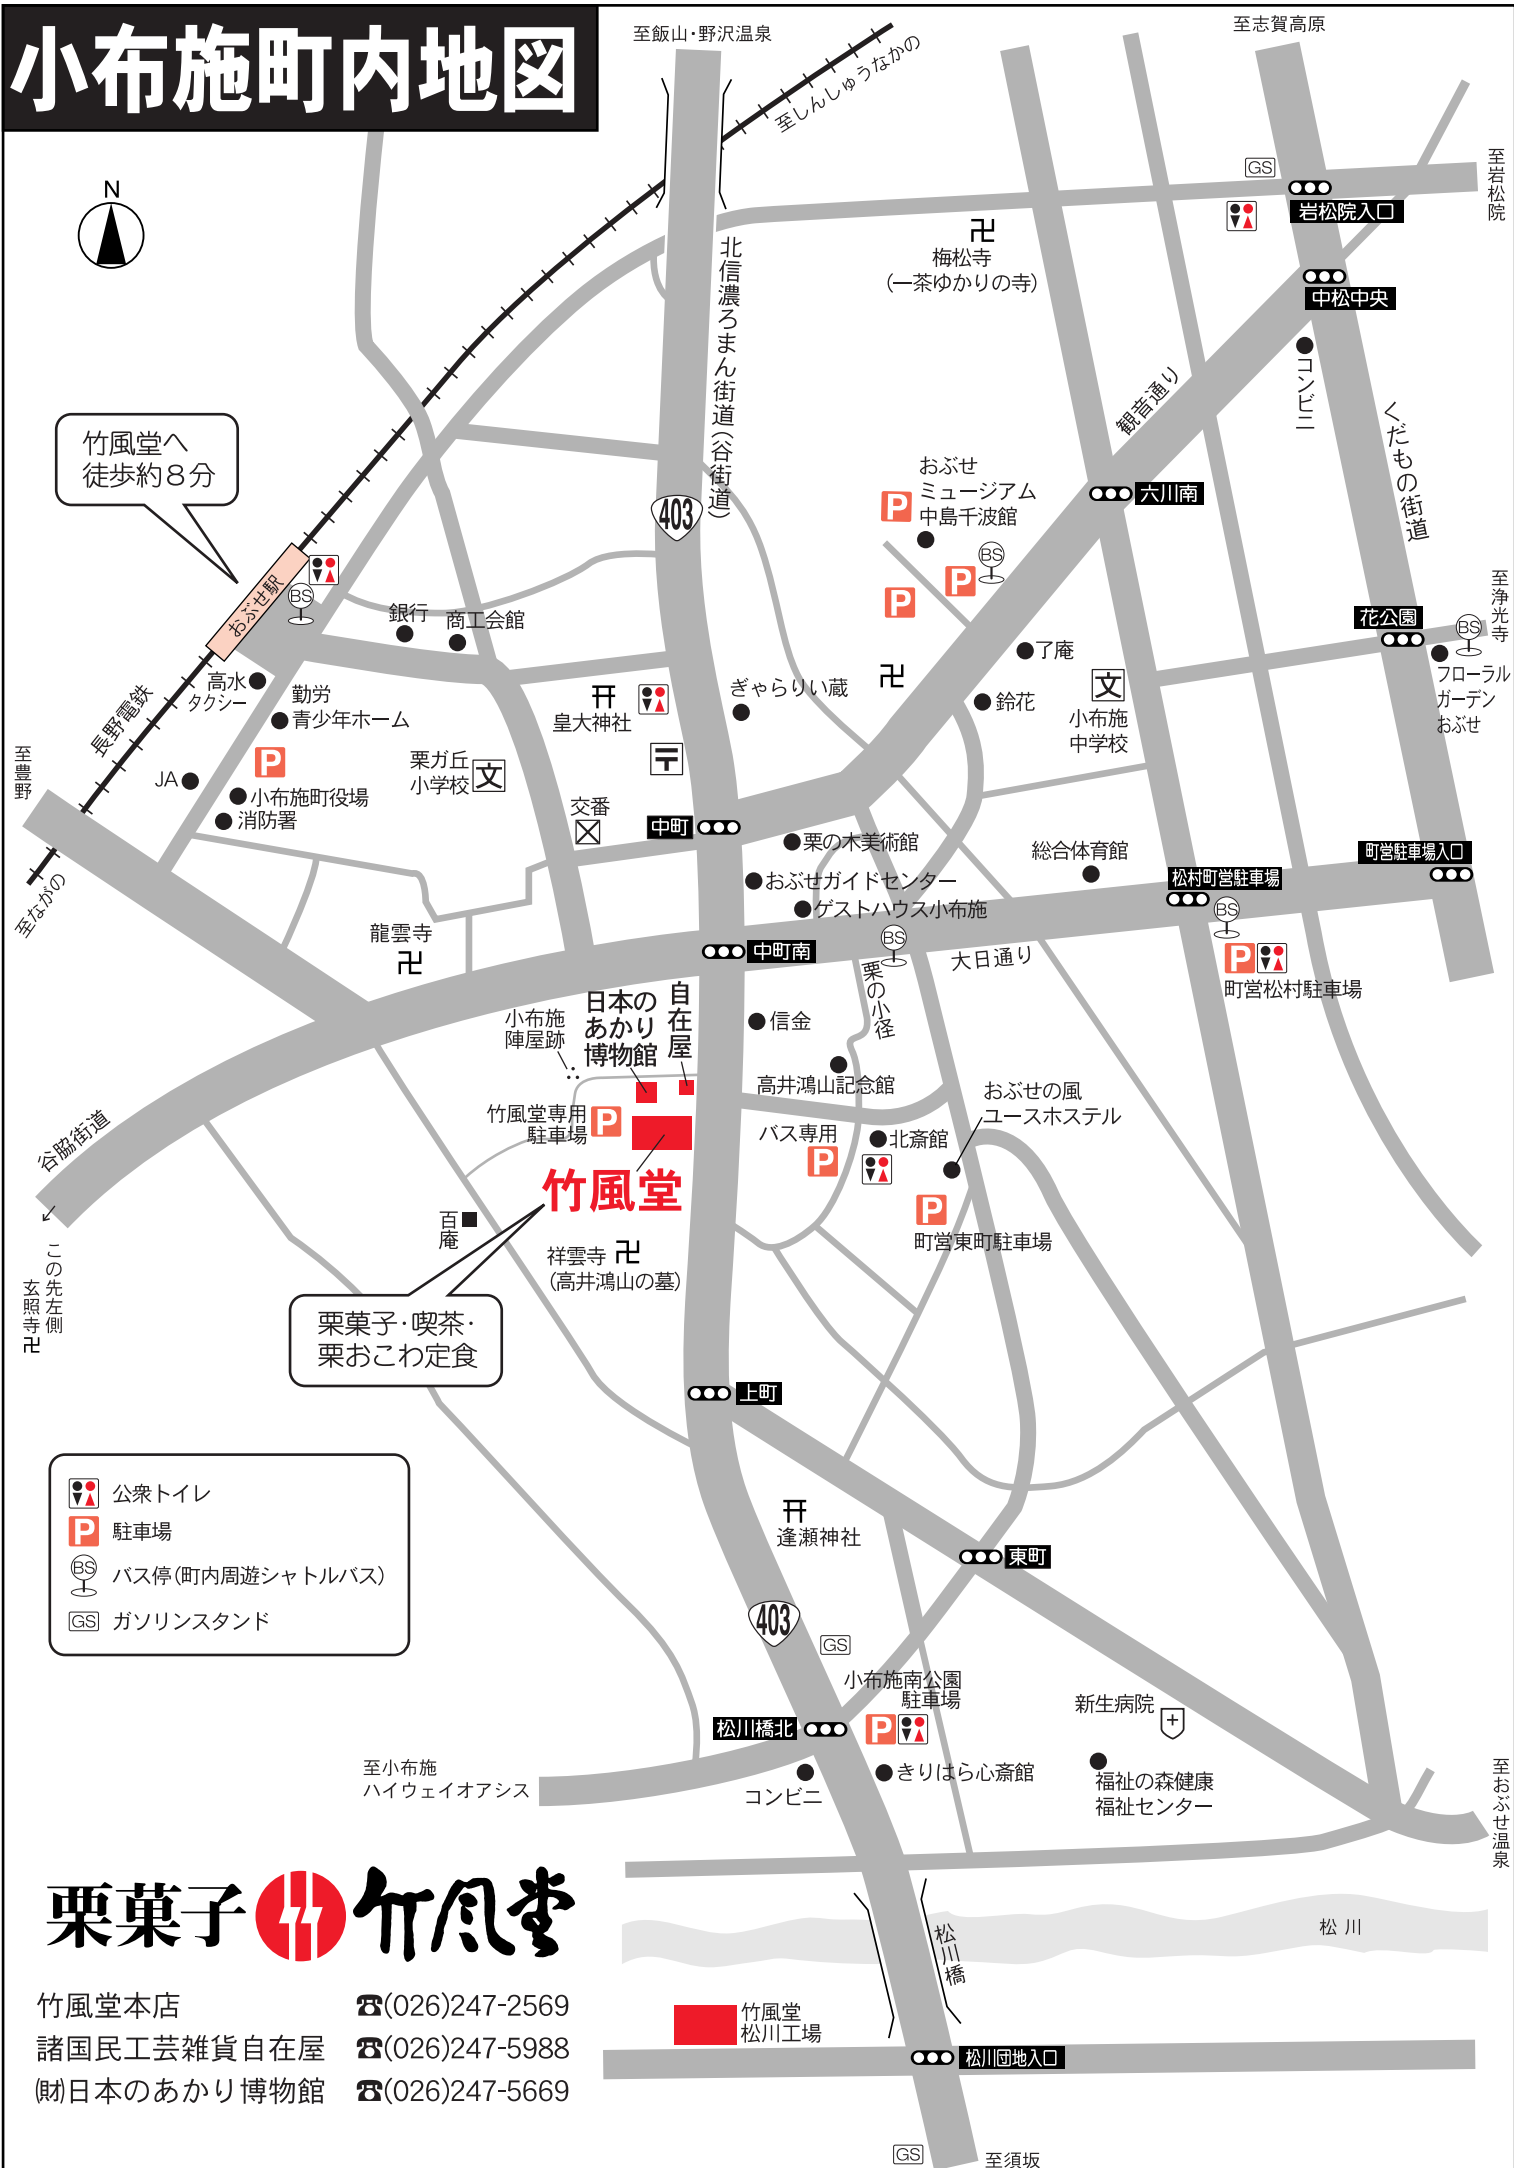 小布施町内地図
至飯山・野沢温泉
至しんしゅうなかの
至志賀高原
至岩松院
N
GS
岩松院入口
中松中央
コンビニ
梅松寺
(一茶ゆかりの寺)
北信濃ろまん街道(谷街道)
観音通り
くだもの街道
竹風堂へ
徒歩約8分
403
おぶせ
ミュージアム
中島千波館
六川南
BS
おぶせ駅
BS
P
P
P
至浄光寺
花公園
BS
フローラル
ガーデン
おぶせ
銀行
商工会館
了庵
鈴花
文
小布施
中学校
高水
タクシー
勤労
青少年ホーム
長野電鉄
皇大神社
ぎゃらりい蔵
至豊野
JA
P
小布施町役場
消防署
栗ガ丘
小学校
文
交番
中町
栗の木美術館
おぶせガイドセンター
ゲストハウス小布施
総合体育館
松村町営駐車場
町営駐車場入口
至ながの
龍雲寺
中町南
BS
大日通り
BS
P
町営松村駐車場
栗の小径
小布施
陣屋跡
日本の
あかり
博物館
自在屋
信金
高井鴻山記念館
おぶせの風
ユースホステル
竹風堂専用
駐車場
P
バス専用
P
北斎館
谷脇街道
竹風堂
P
町営東町駐車場
百庵
祥雲寺
(高井鴻山の墓)
この先左側
玄照寺
栗菓子・喫茶・
栗おこわ定食
上町
公衆トイレ
P
駐車場
BS
バス停(町内周遊シャトルバス)
GS
ガソリンスタンド
逢瀬神社
東町
403
GS
小布施南公園
駐車場
P
松川橋北
新生病院
至小布施
ハイウェイオアシス
コンビニ
きりはら心斎館
福祉の森健康
福祉センター
至おぶせ温泉
栗菓子
竹風堂
松川
松川橋
竹風堂本店 ☎(026)247-2569
諸国民工芸雑貨自在屋 ☎(026)247-5988
㈶日本のあかり博物館 ☎(026)247-5669
竹風堂
松川工場
松川団地入口
GS
至須坂